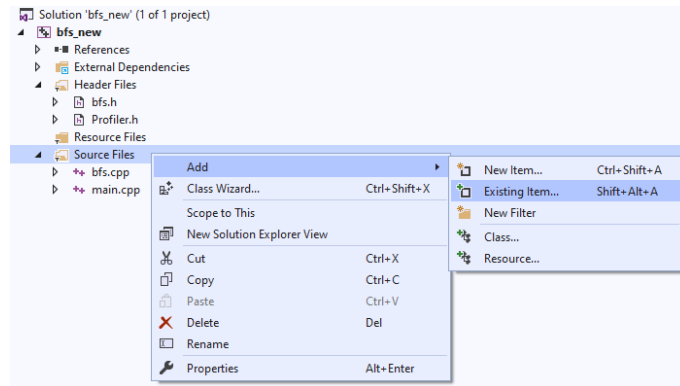 Solution 'bfs_new' (1 of 1 project)
bfs_new
References
External Dependencies
Header Files
bfs.h
Profiler.h
Resource Files
Source Files
bfs.cpp
main.cpp
Add
Class Wizard... Ctrl+Shift+X
Scope to This
New Solution Explorer View
Cut Ctrl+X
Copy Ctrl+C
Paste Ctrl+V
Delete Del
Rename
Properties Alt+Enter
New Item... Ctrl+Shift+A
Existing Item... Shift+Alt+A
New Filter
Class...
Resource...